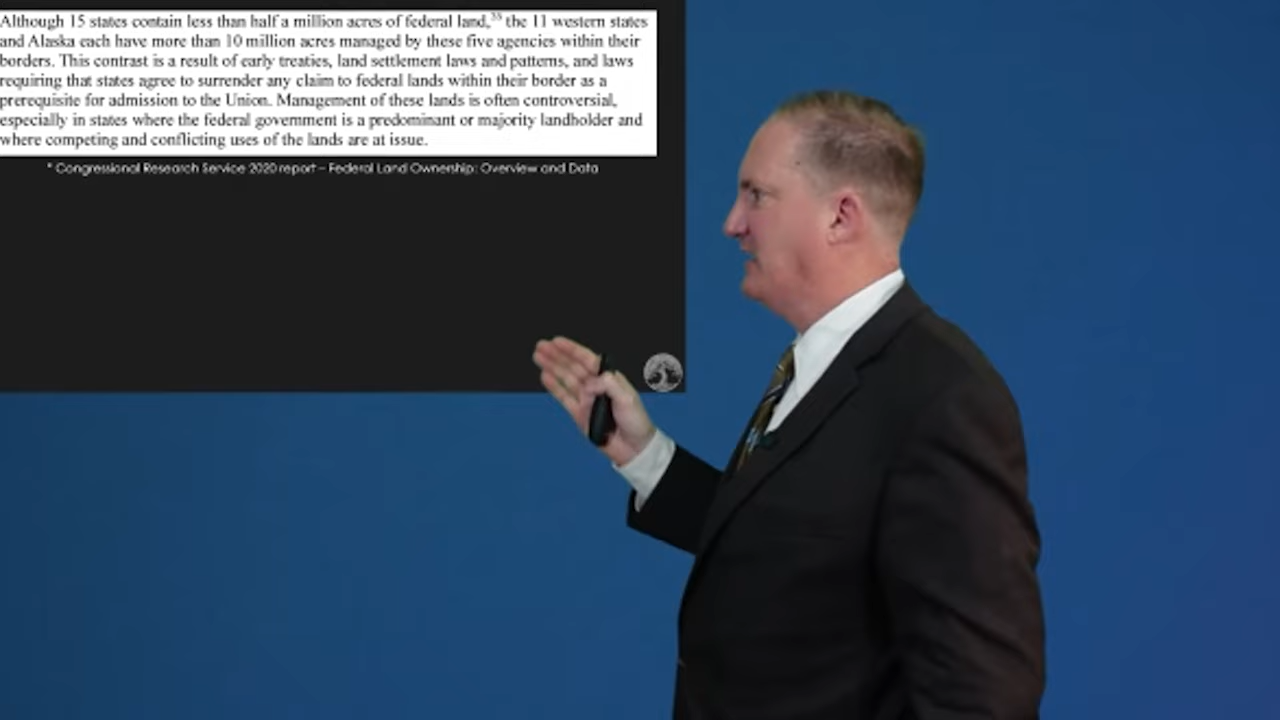 Although 15 states contain less than half a million acres of federal land,³⁵ the 11 western states
and Alaska each have more than 10 million acres managed by these five agencies within their
borders. This contrast is a result of early treaties, land settlement laws and patterns, and laws
requiring that states agree to surrender any claim to federal lands within their border as a
prerequisite for admission to the Union. Management of these lands is often controversial,
especially in states where the federal government is a predominant or majority landholder and
where competing and conflicting uses of the lands are at issue.
* Congressional Research Service 2020 report – Federal Land Ownership: Overview and Data